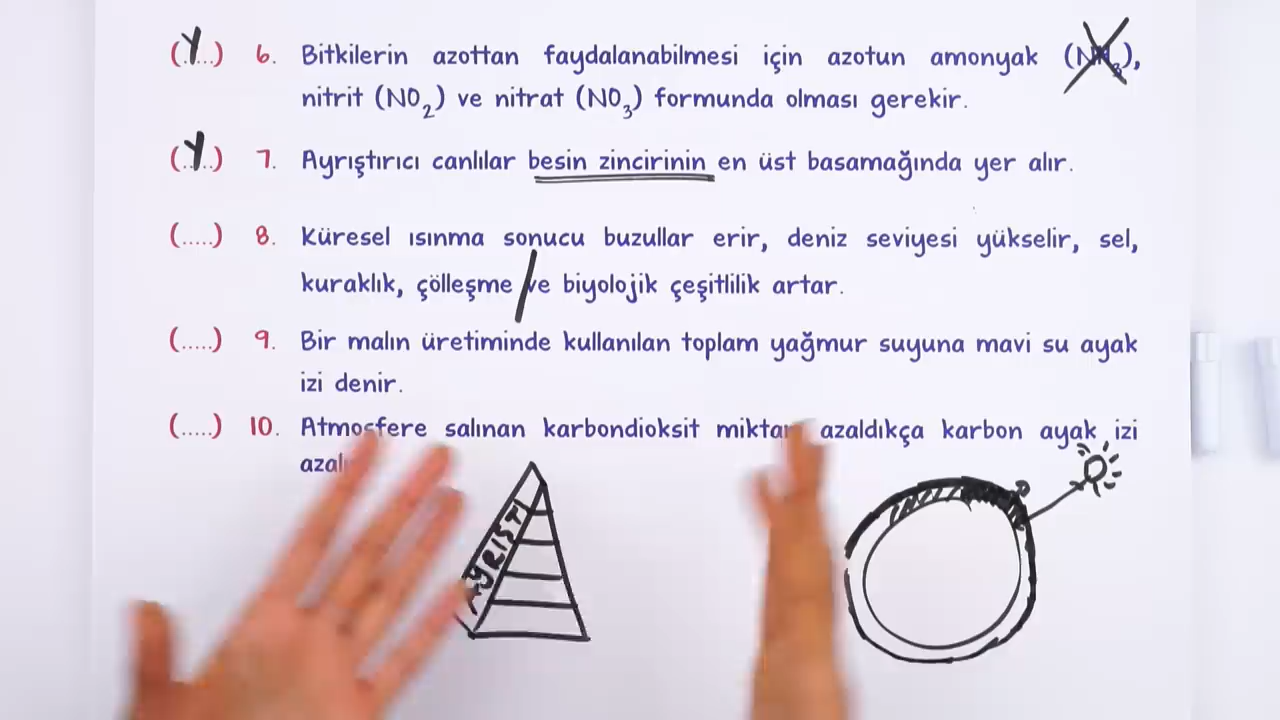 (.Y..) 6. Bitkilerin azottan faydalanabilmesi için azotun amonyak (NH₃),
nitrit (NO₂) ve nitrat (NO₃) formunda olması gerekir.
(.Y..) 7. Ayrıştırıcı canlılar besin zincirinin en üst basamağında yer alır.
(.....) 8. Küresel ısınma sonucu buzullar erir, deniz seviyesi yükselir, sel,
kuraklık, çölleşme ve biyolojik çeşitlilik artar.
(.....) 9. Bir malın üretiminde kullanılan toplam yağmur suyuna mavi su ayak
izi denir.
(.....) 10. Atmosfere salınan karbondioksit miktarı azaldıkça karbon ayak izi
AYRIŞTI